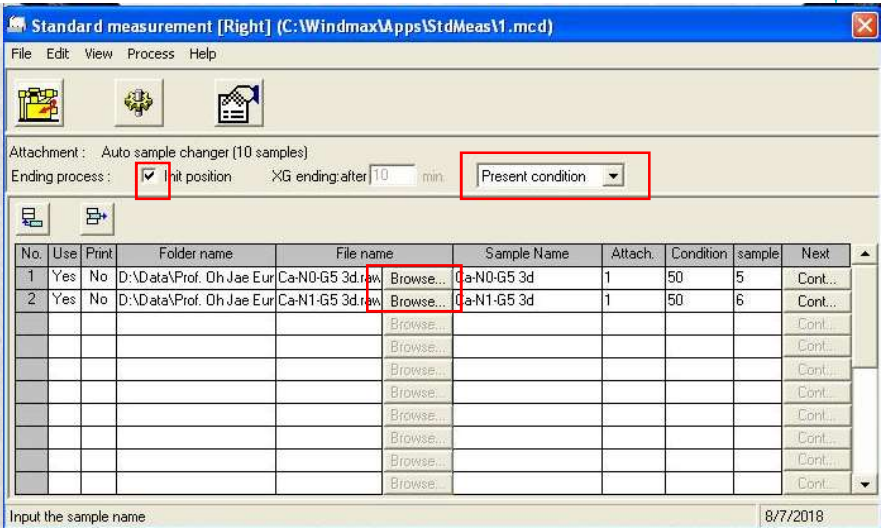 Standard measurement [Right] (C:\Windmax\Apps\StdMeas\1.mcd)
File Edit View Process Help
Attachment : Auto sample changer (10 samples)
Ending process : Init position XG ending:after 10 min. Present condition
No. Use Print Folder name File name Sample Name Attach. Condition sample Next
1 Yes No D:\Data\Prof. Oh Jae Eur Ca-N0-G5 3d.raw Browse... Ca-N0-G5 3d 1 50 5 Cont...
2 Yes No D:\Data\Prof. Oh Jae Eur Ca-N1-G5 3d.raw Browse... Ca-N1-G5 3d 1 50 6 Cont...
Browse... Cont...
Browse... Cont...
Browse... Cont...
Browse... Cont...
Browse... Cont...
Browse... Cont...
Browse... Cont...
Browse... Cont...
Input the sample name 8/7/2018